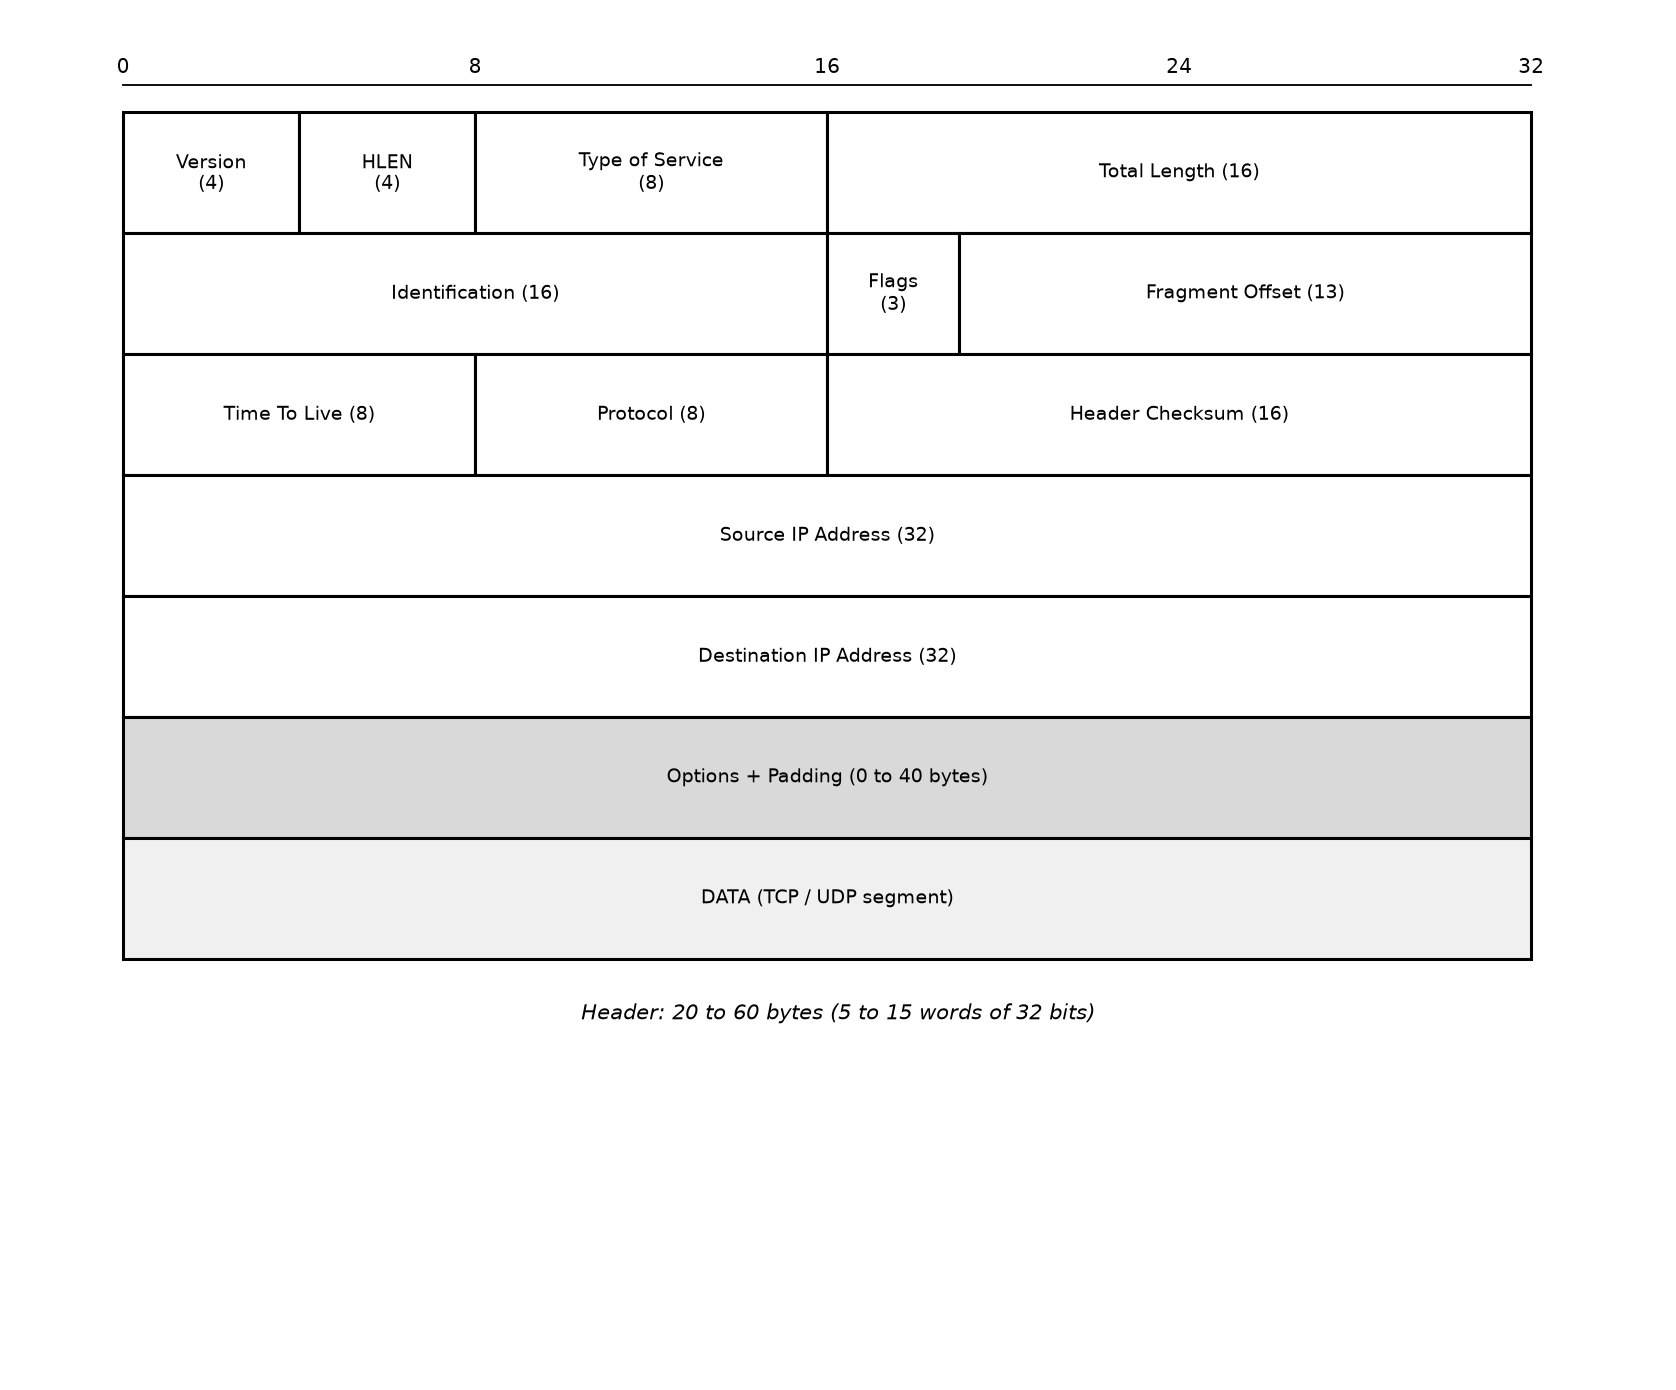 0 8 16 24 32
Version
(4)
HLEN
(4)
Type of Service
(8)
Total Length (16)
Identification (16)
Flags
(3)
Fragment Offset (13)
Time To Live (8)
Protocol (8)
Header Checksum (16)
Source IP Address (32)
Destination IP Address (32)
Options + Padding (0 to 40 bytes)
DATA (TCP / UDP segment)
Header: 20 to 60 bytes (5 to 15 words of 32 bits)